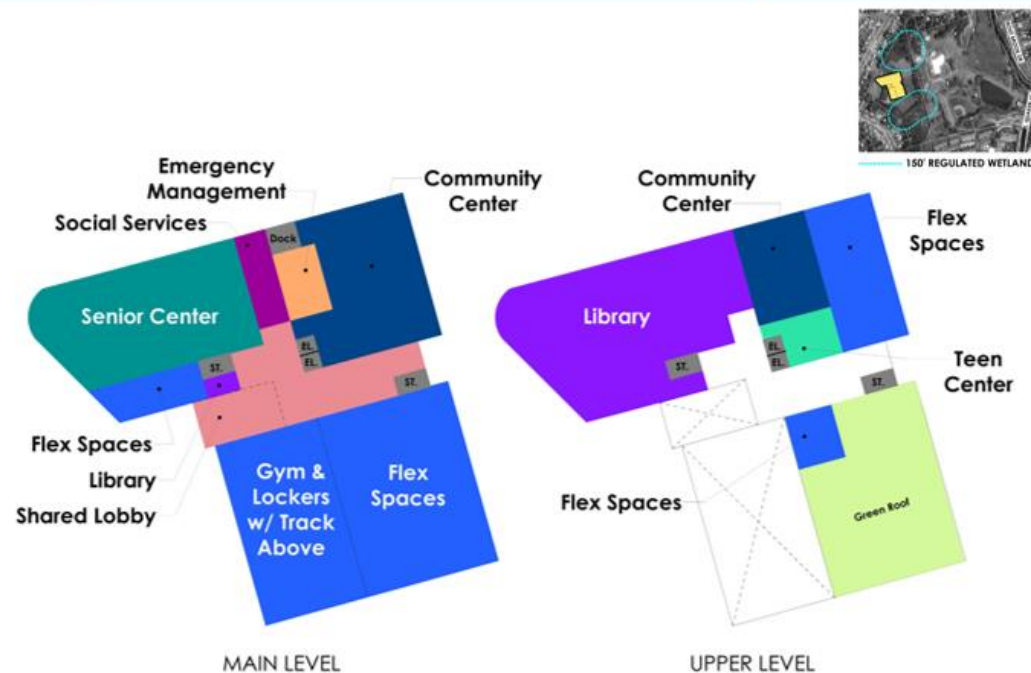 150' REGULATED WETLAND
Emergency
Management
Social Services
Community
Center
Dock
Senior Center
EL.
EL.
ST.
ST.
Flex Spaces
Library
Shared Lobby
Gym &
Lockers
w/ Track
Above
Flex
Spaces
MAIN LEVEL
Community
Center
Flex
Spaces
Library
EL.
EL.
ST.
ST.
Teen
Center
Flex Spaces
Green Roof
UPPER LEVEL